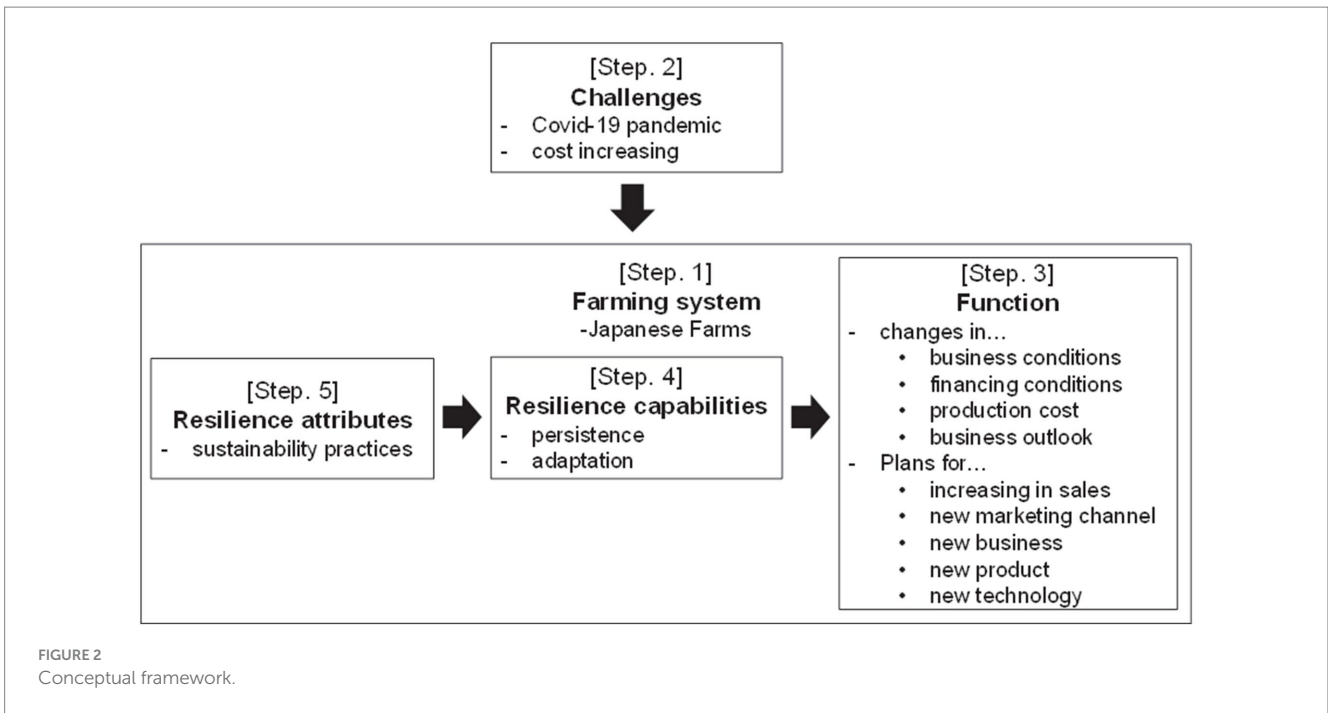 [Step. 2]
Challenges
- Covid-19 pandemic
- cost increasing
[Step. 1]
Farming system
-Japanese Farms
[Step. 5]
Resilience attributes
- sustainability practices
[Step. 4]
Resilience capabilities
- persistence
- adaptation
[Step. 3]
Function
- changes in...
• business conditions
• financing conditions
• production cost
• business outlook
- Plans for...
• increasing in sales
• new marketing channel
• new business
• new product
• new technology
FIGURE 2
Conceptual framework.